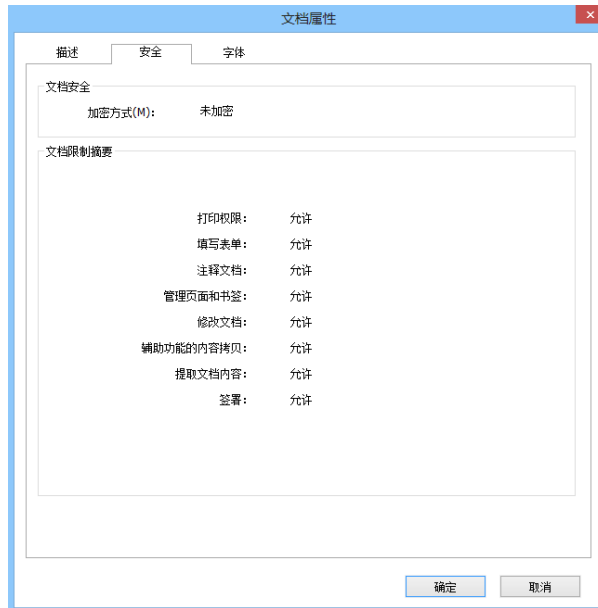 文档属性
描述 安全 字体
文档安全
加密方式(M): 未加密
文档限制摘要
打印权限: 允许
填写表单: 允许
注释文档: 允许
管理页面和书签: 允许
修改文档: 允许
辅助功能的内容拷贝: 允许
提取文档内容: 允许
签署: 允许
确定 取消